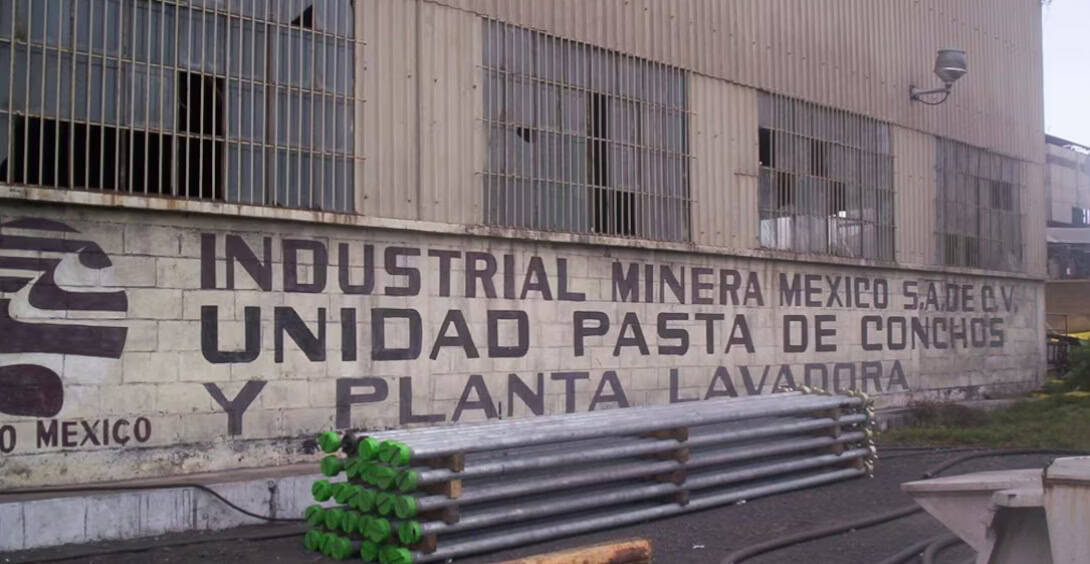 INDUSTRIAL MINERA MEXICO S.A.DE C.V.
UNIDAD PASTA DE CONCHOS
Y PLANTA LAVADORA
O MEXICO